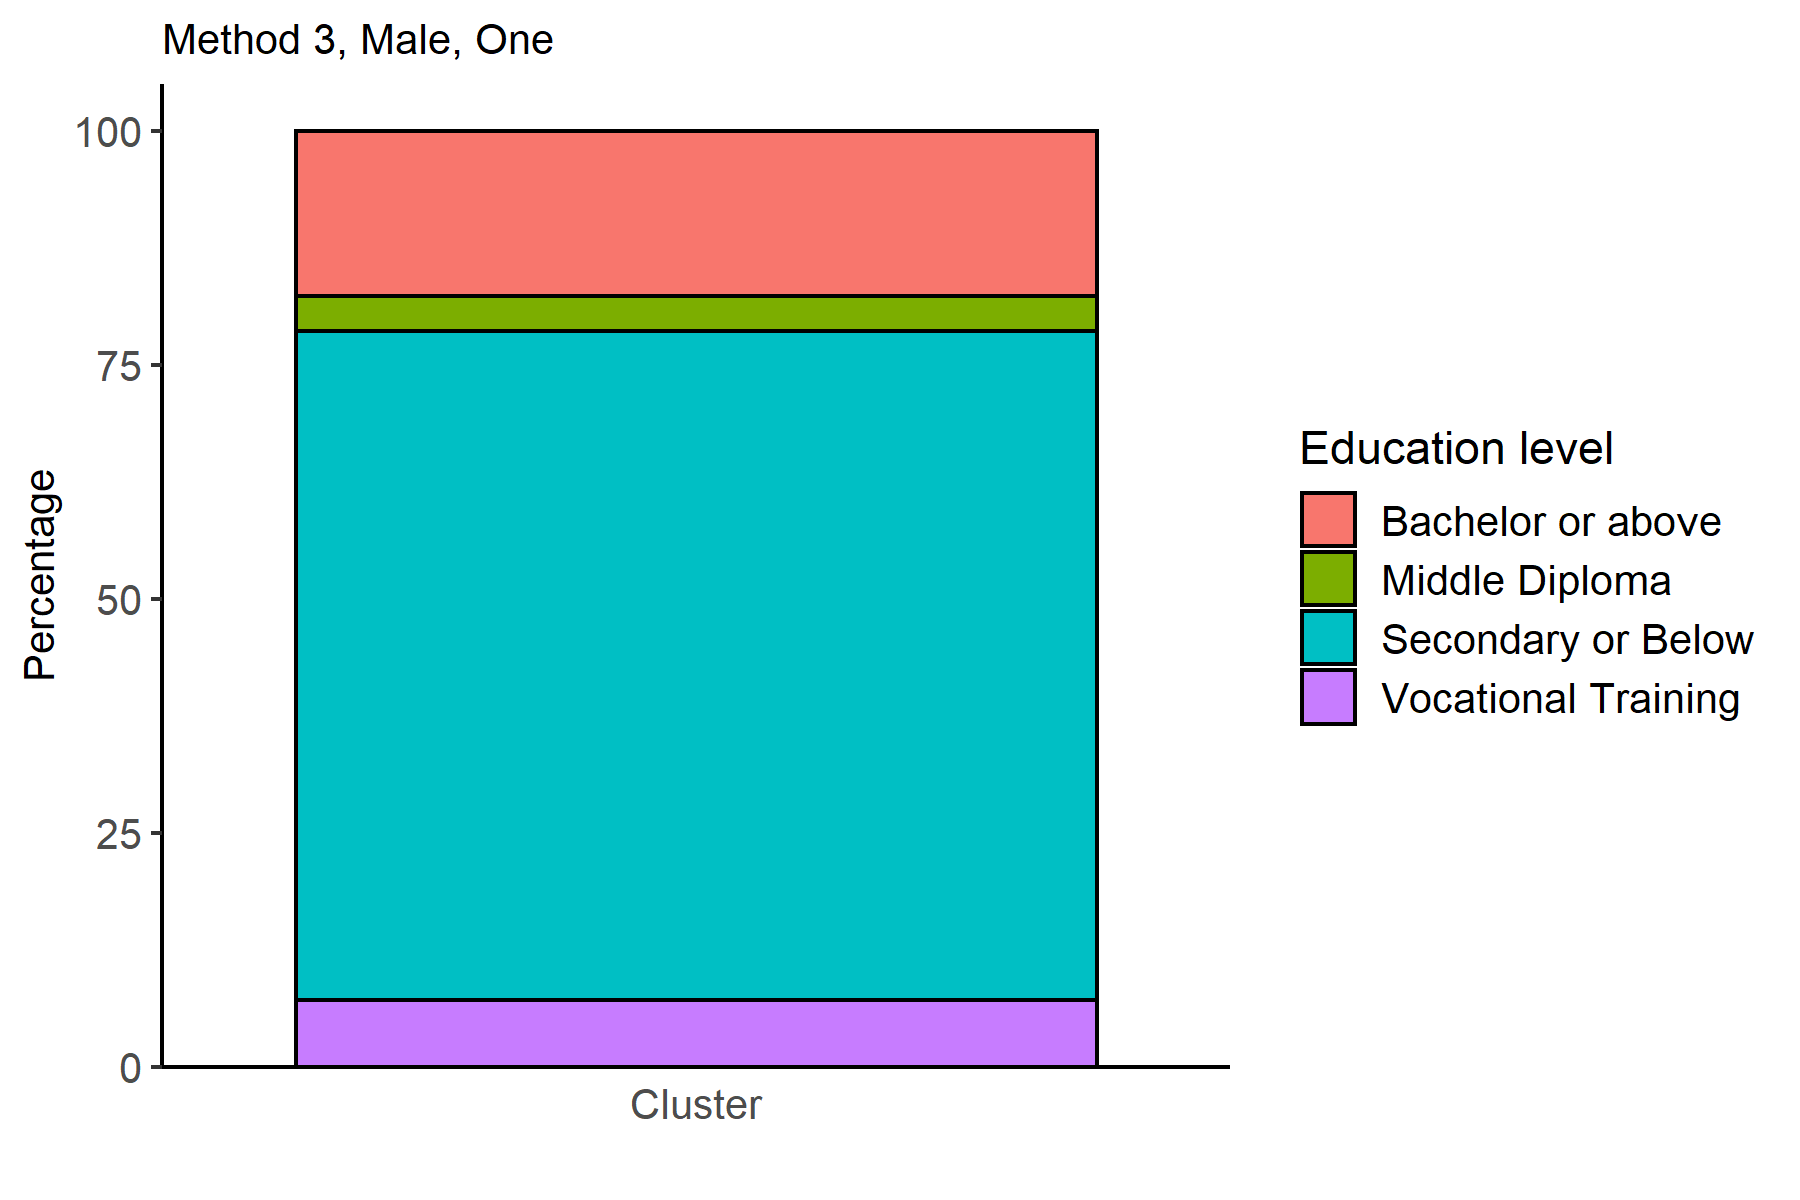 Method 3, Male, One
100
75
50
25
0
Percentage
Cluster
Education level
Bachelor or above
Middle Diploma
Secondary or Below
Vocational Training